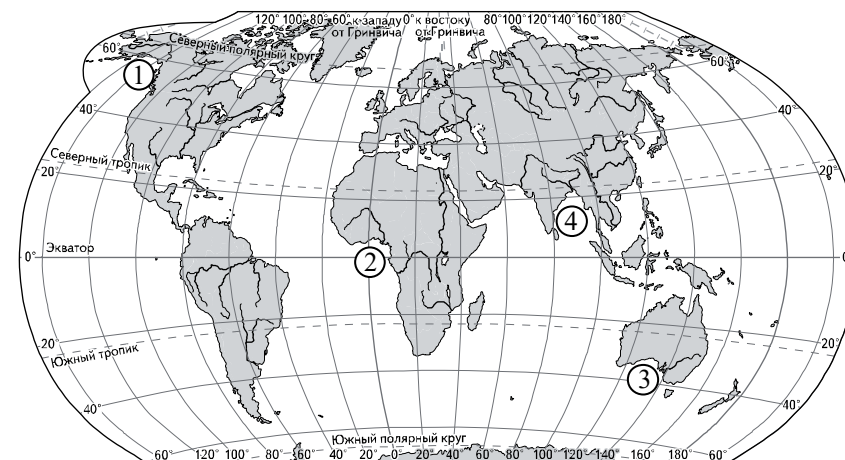 120° 100° 80° 60° к западу 0° к востоку 80° 100° 120° 140° 160° 180°
от Гринвича от Гринвича
Северный полярный круг
60° 60°
1
40° 40°
Северный тропик
20° 20°
4
Экватор
0° 0
2
20° 20°
Южный тропик
3
40° 40°
Южный полярный круг
60° 120° 100° 80° 60° 40° 20° 0° 20° 40° 60° 80° 100° 120° 140° 160° 180° 60°